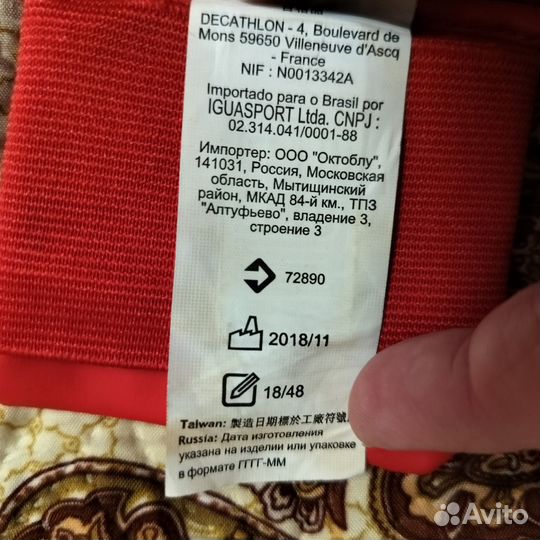 DECATHLON - 4, Boulevard de
Mons 59650 Villeneuve d'Ascq
- France
NIF : N0013342A
Importado para o Brasil por
IGUASPORT Ltda. CNPJ :
02.314.041/0001-88
Импортер: ООО "Октоблу",
141031, Россия, Московская
область, Мытищинский
район, МКАД 84-й км., ТПЗ
"Алтуфьево", владение 3,
строение 3
72890
2018/11
18/48
Taiwan: 製造日期標於工廠符號
Russia: Дата изготовления
указана на изделии или упаковке
в формате ГГГГ-ММ
Avito